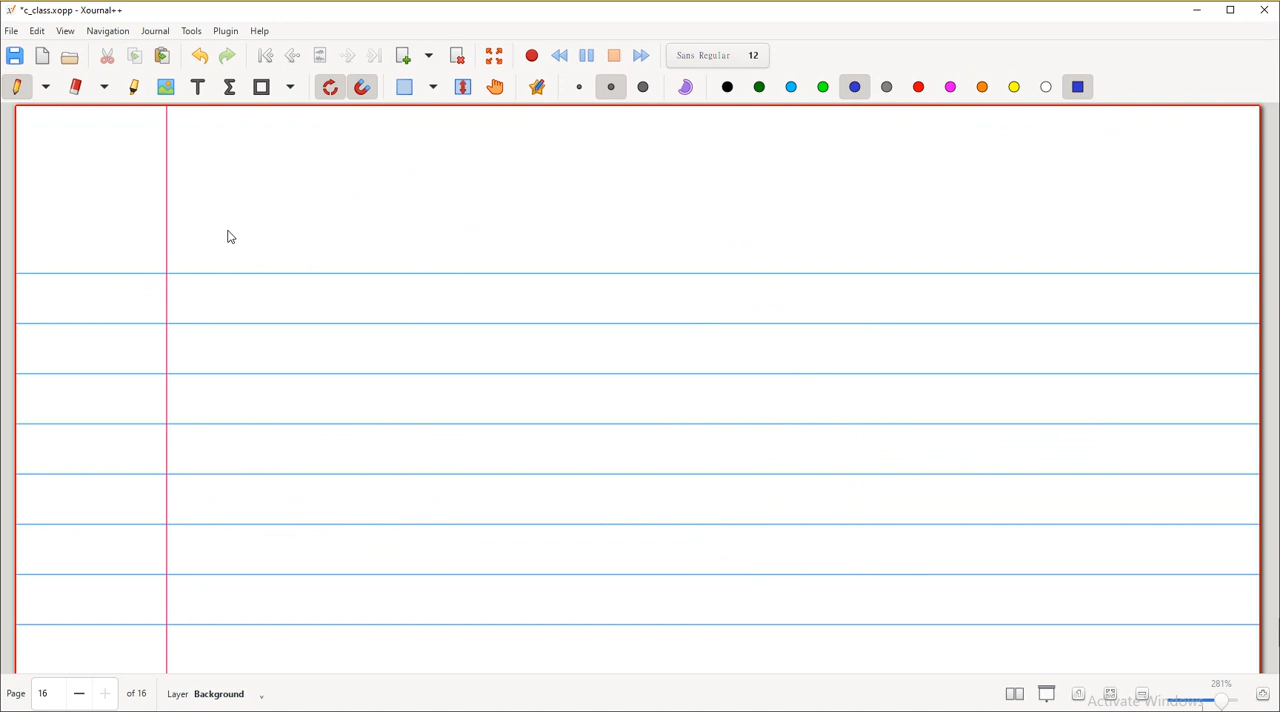 *c_class.xopp - Xournal++
File Edit View Navigation Journal Tools Plugin Help
Sans Regular 12
Page 16 of 16 Layer Background 281%
Activate Windows